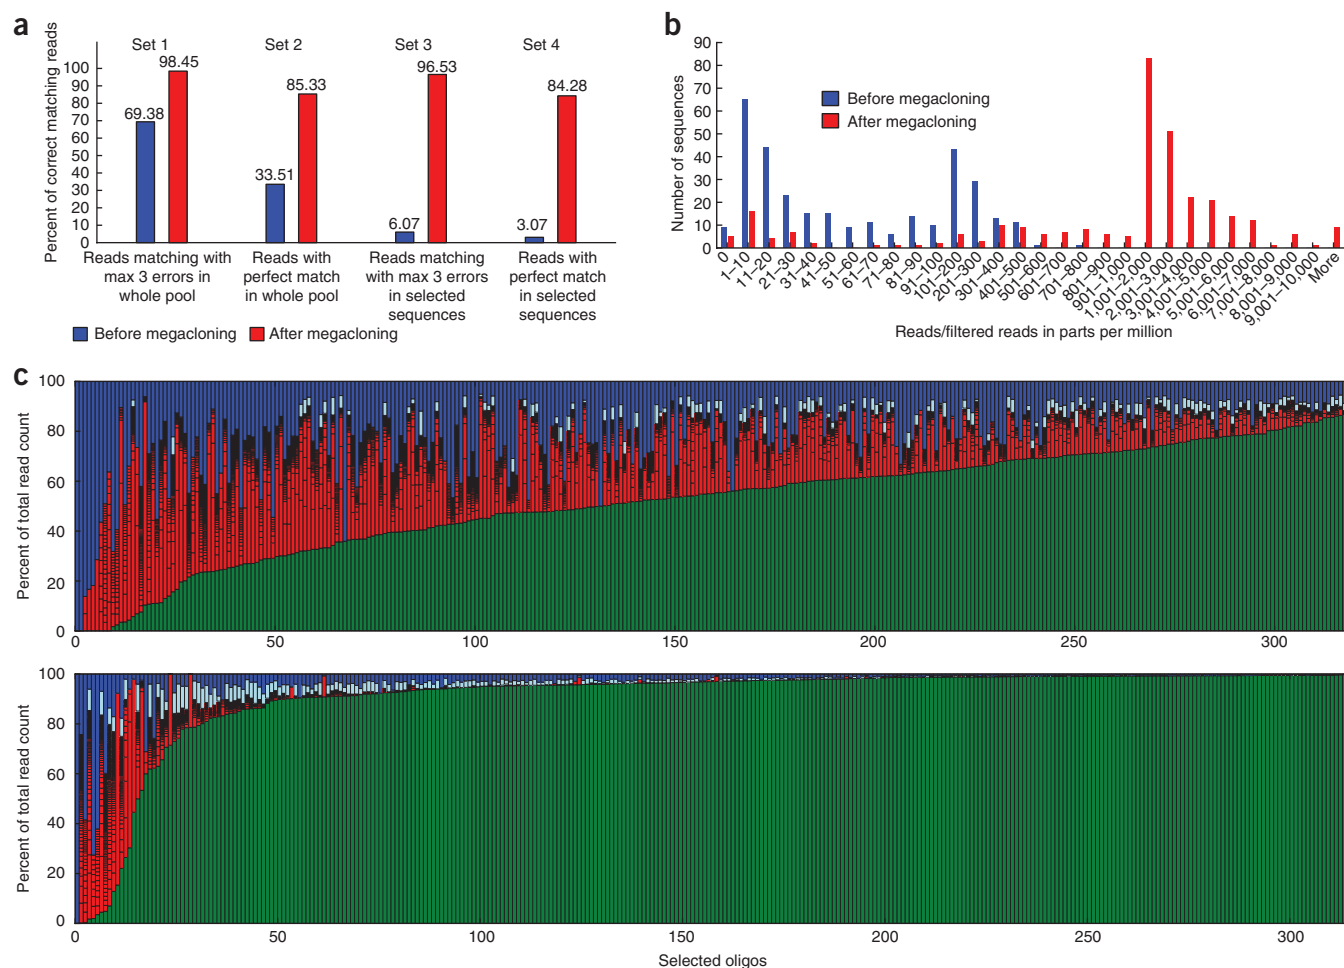 a
Percent of correct matching reads
100
90
80
70
60
50
40
30
20
10
0
Set 1
Set 2
Set 3
Set 4
69.38
98.45
33.51
85.33
6.07
96.53
3.07
84.28
Reads matching with
max 3 errors in
whole pool
Reads with
perfect match
in whole pool
Reads matching
with max 3 errors
in selected
sequences
Reads with
perfect match
in selected
sequences
Before megacloning
After megacloning
b
Number of sequences
90
80
70
60
50
40
30
20
10
0
Before megacloning
After megacloning
0
1–10
11–20
21–30
31–40
41–50
51–60
61–70
71–80
81–90
91–100
101–200
201–300
301–400
401–500
501–600
601–700
701–800
801–900
901–1,000
1,001–2,000
2,001–3,000
3,001–4,000
4,001–5,000
5,001–6,000
6,001–7,000
7,001–8,000
8,001–9,000
9,001–10,000
More
Reads/filtered reads in parts per million
c
Percent of total read count
100
80
60
40
20
0
0
50
100
150
200
250
300
Percent of total read count
100
80
60
40
20
0
0
50
100
150
200
250
300
Selected oligos